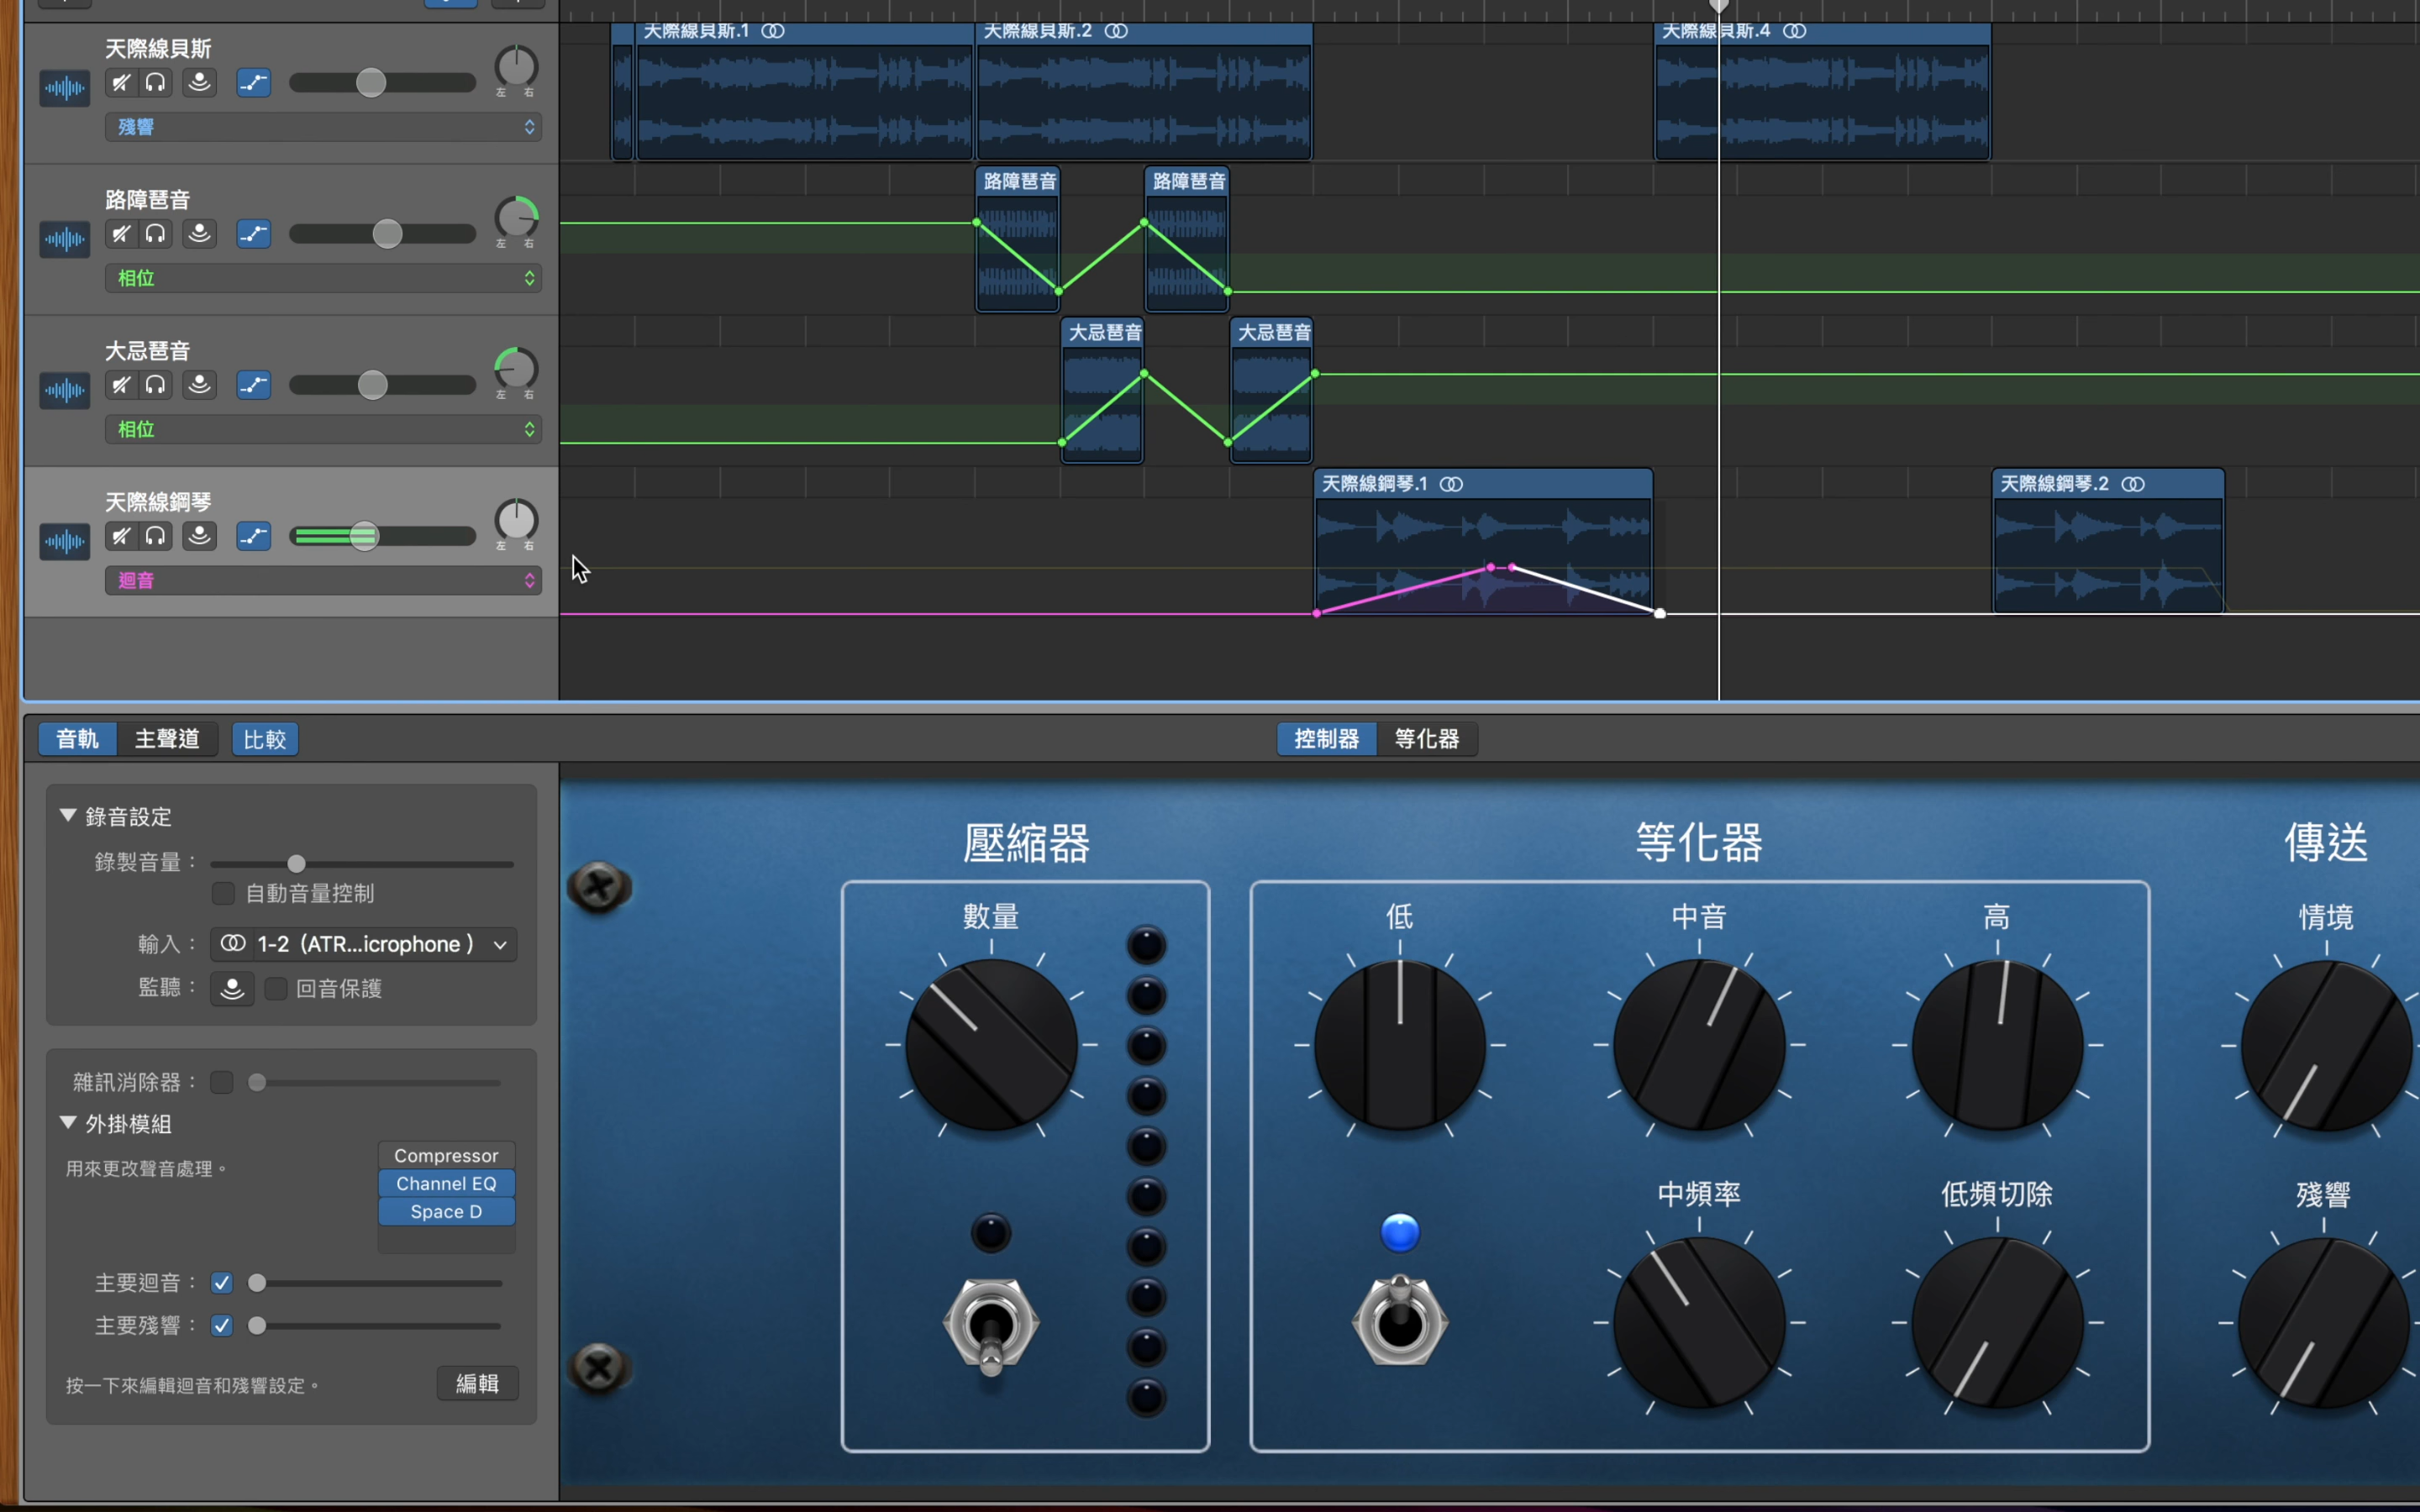 天際線貝斯
左 右
殘響
天際線貝斯.1
天際線貝斯.2
天際線貝斯.4
路障琶音
左 右
相位
路障琶音
路障琶音
大忌琶音
左 右
相位
大忌琶音
大忌琶音
天際線鋼琴
左 右
迴音
天際線鋼琴.1
天際線鋼琴.2
音軌 主聲道 比較
控制器 等化器
錄音設定
錄製音量：
自動音量控制
輸入： 1-2（ATR...icrophone）
監聽： 回音保護
雜訊消除器：
外掛模組
用來更改聲音處理。
Compressor
Channel EQ
Space D
主要迴音：
主要殘響：
按一下來編輯迴音和殘響設定。 編輯
壓縮器
數量
等化器
低 中音 高
中頻率 低頻切除
傳送
情境
殘響